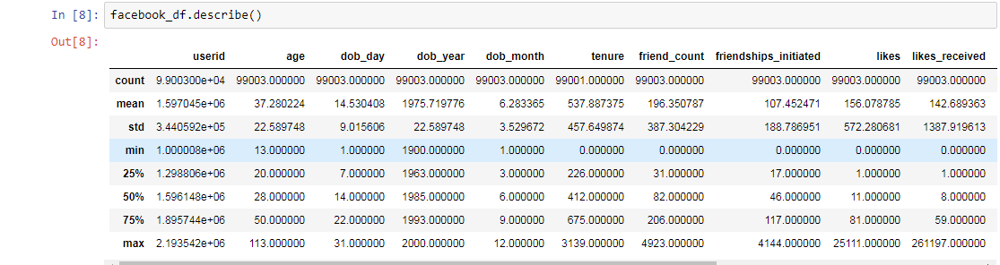 In [8]: facebook_df.describe()
Out[8]:
userid age dob_day dob_year dob_month tenure friend_count friendships_initiated likes likes_received
count 9.900300e+04 99003.000000 99003.000000 99003.000000 99003.000000 99001.000000 99003.000000 99003.000000 99003.000000 99003.000000
mean 1.597045e+06 37.280224 14.530408 1975.719776 6.283365 537.887375 196.350787 107.452471 156.078785 142.689363
std 3.440592e+05 22.589748 9.015606 22.589748 3.529672 457.649874 387.304229 188.786951 572.280681 1387.919613
min 1.000008e+06 13.000000 1.000000 1900.000000 1.000000 0.000000 0.000000 0.000000 0.000000 0.000000
25% 1.298806e+06 20.000000 7.000000 1963.000000 3.000000 226.000000 31.000000 17.000000 1.000000 1.000000
50% 1.596148e+06 28.000000 14.000000 1985.000000 6.000000 412.000000 82.000000 46.000000 11.000000 8.000000
75% 1.895744e+06 50.000000 22.000000 1993.000000 9.000000 675.000000 206.000000 117.000000 81.000000 59.000000
max 2.193542e+06 113.000000 31.000000 2000.000000 12.000000 3139.000000 4923.000000 4144.000000 25111.000000 261197.000000